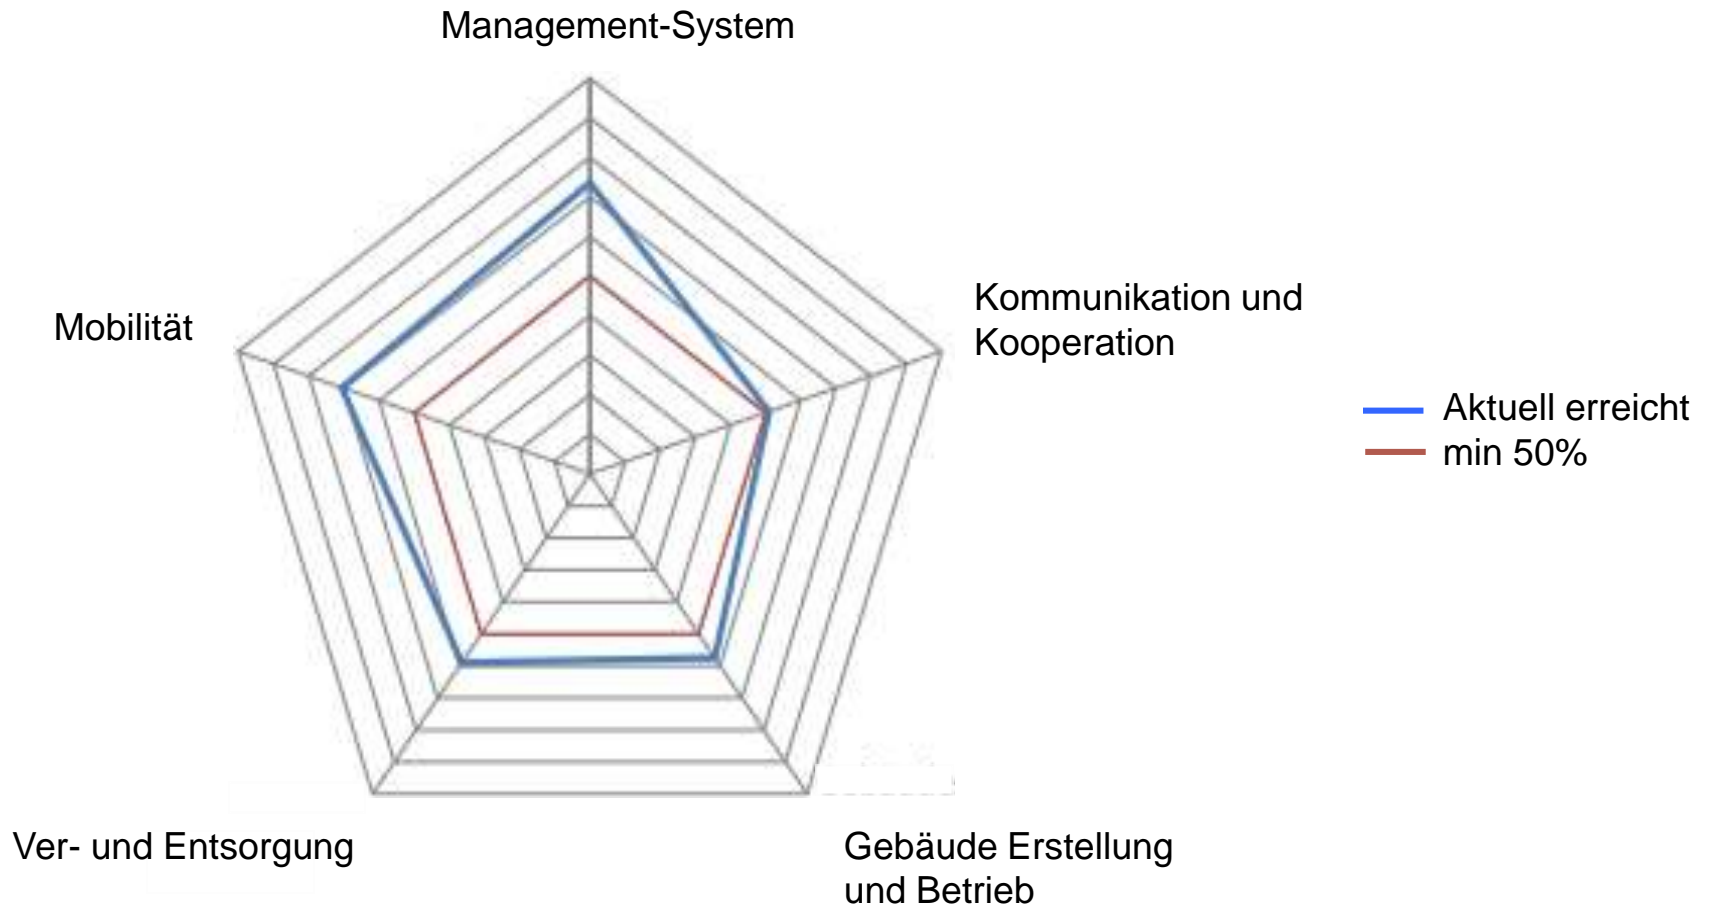 Management-System
Kommunikation und
Kooperation
Mobilität
Aktuell erreicht
min 50%
Ver- und Entsorgung
Gebäude Erstellung
und Betrieb